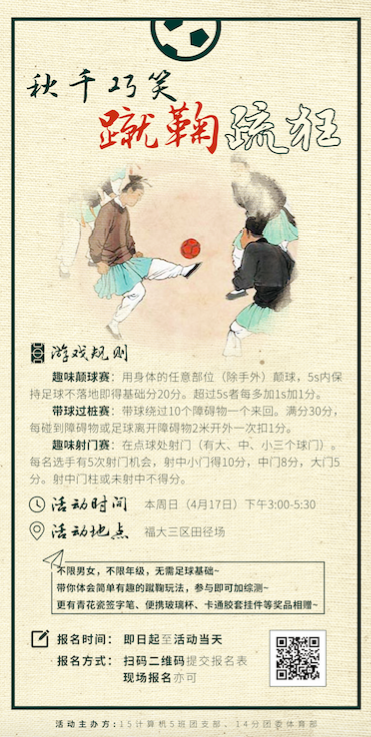 秋千巧笑
蹴鞠疏狂
游戏规则
趣味颠球赛：用身体的任意部位（除手外）颠球，5s内保
持足球不落地即得基础分20分。超过5s者每多加1s加1分。
带球过桩赛：带球绕过10个障碍物一个来回。满分30分，
每碰到障碍物或足球离开障碍物2米开外一次扣1分。
趣味射门赛：在点球处射门（有大、中、小三个球门）。
每名选手有5次射门机会，射中小门得10分，中门8分，大门5
分。射中门柱或未射中不得分。
活动时间 本周日（4月17日）下午3:00-5:30
活动地点 福大三区田径场
不限男女，不限年级，无需足球基础~
带你体会简单有趣的蹴鞠玩法，参与即可加综测~
更有青花瓷签字笔、便携玻璃杯、卡通胶套挂件等奖品相赠~
报名时间： 即日起至活动当天
报名方式： 扫码二维码提交报名表
现场报名亦可
活动主办方：15计算机5班团支部、14分团委体育部